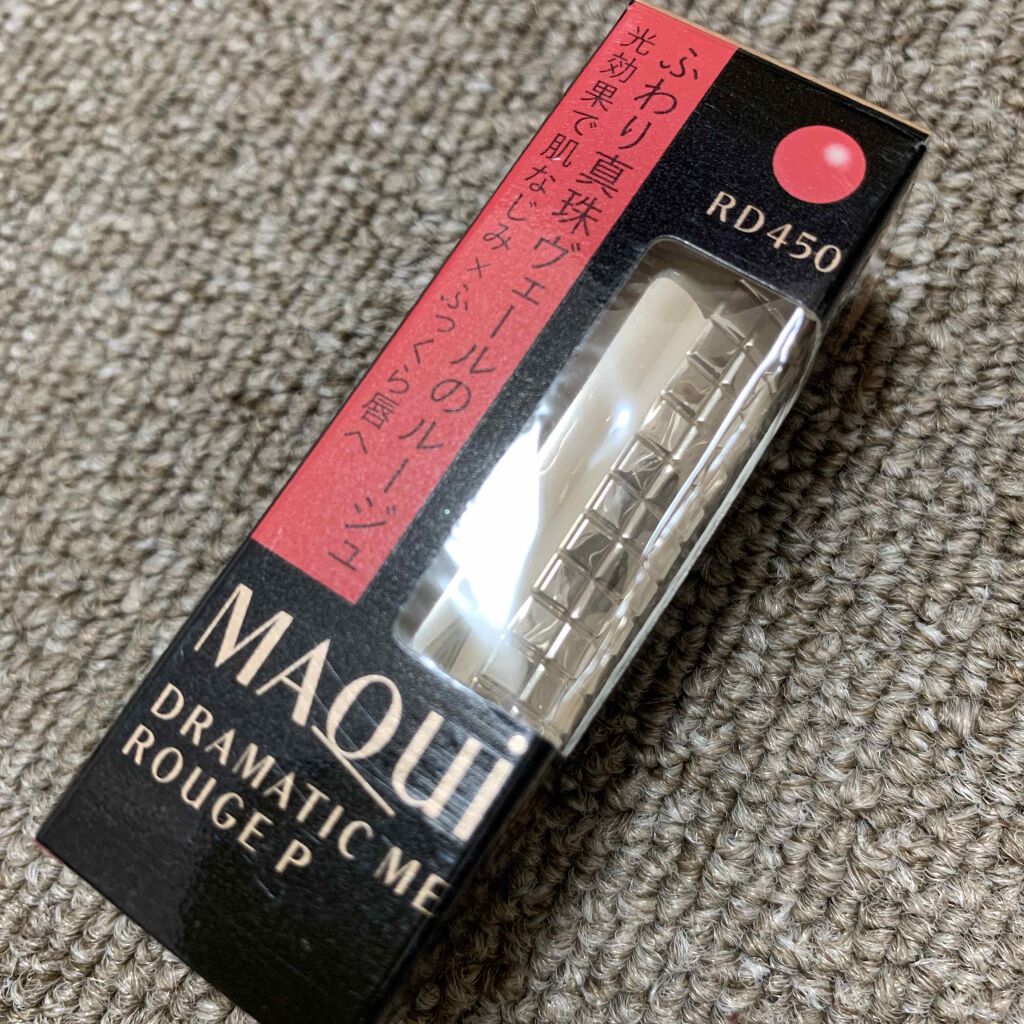 ふわり真珠ヴェールのルージュ
光効果で肌なじみ×ふっくら唇へ
RD450
MAQUi
DRAMATIC ME
ROUGE P